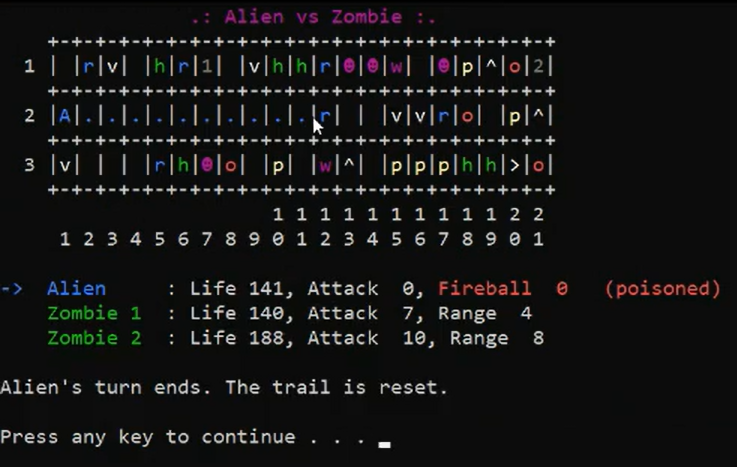 .: Alien vs Zombie :.
+-+-+-+-+-+-+-+-+-+-+-+-+-+-+-+-+-+-+-+-+-+
1 | |r|v| |h|r|1| |v|h|h|r|☻|☻|w| |☻|p|^|o|2|
+-+-+-+-+-+-+-+-+-+-+-+-+-+-+-+-+-+-+-+-+-+
2 |A|.|.|.|.|.|.|.|.|.|.|r| | |v|v|r|o| |p|^|
+-+-+-+-+-+-+-+-+-+-+-+-+-+-+-+-+-+-+-+-+-+
3 |v| | | |r|h|☻|o| |p| |w|^| |p|p|p|h|h|>|o|
+-+-+-+-+-+-+-+-+-+-+-+-+-+-+-+-+-+-+-+-+-+
1 1 1 1 1 1 1 1 1 1 2 2
1 2 3 4 5 6 7 8 9 0 1 2 3 4 5 6 7 8 9 0 1
-> Alien : Life 141, Attack 0, Fireball 0 (poisoned)
Zombie 1 : Life 140, Attack 7, Range 4
Zombie 2 : Life 188, Attack 10, Range 8
Alien's turn ends. The trail is reset.
Press any key to continue . . .